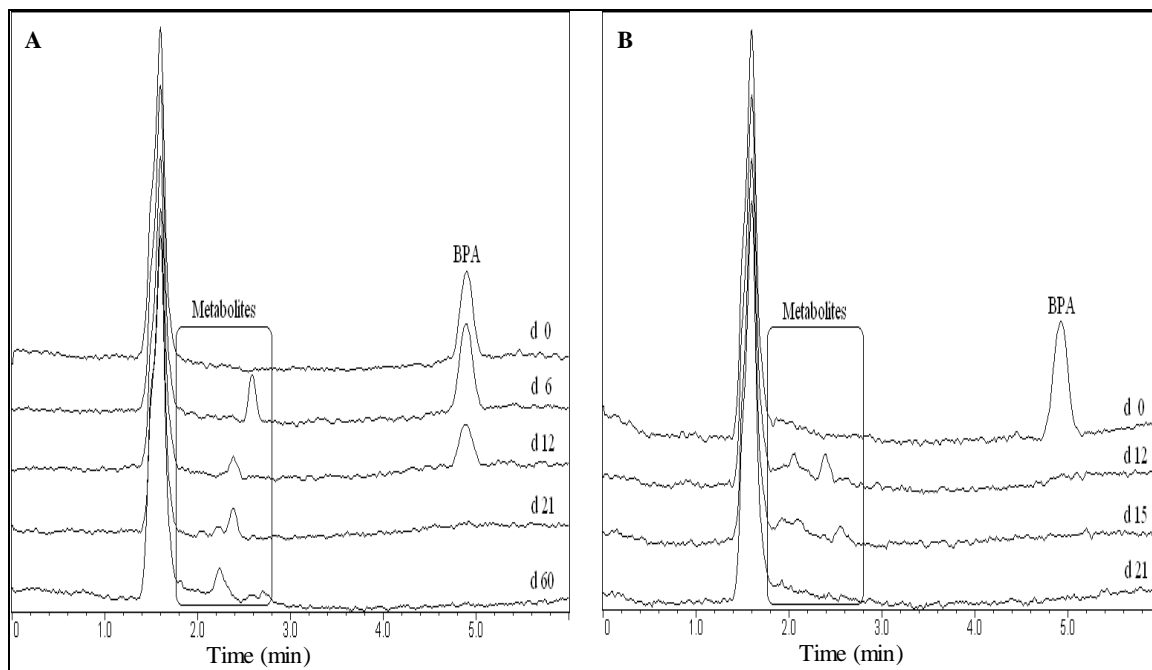 A
BPA
Metabolites
d 0
d 6
d 12
d 21
d 60
0 1.0 2.0 3.0 4.0 5.0
Time (min)
B
BPA
Metabolites
d 0
d 12
d 15
d 21
0 1.0 2.0 3.0 4.0 5.0
Time (min)